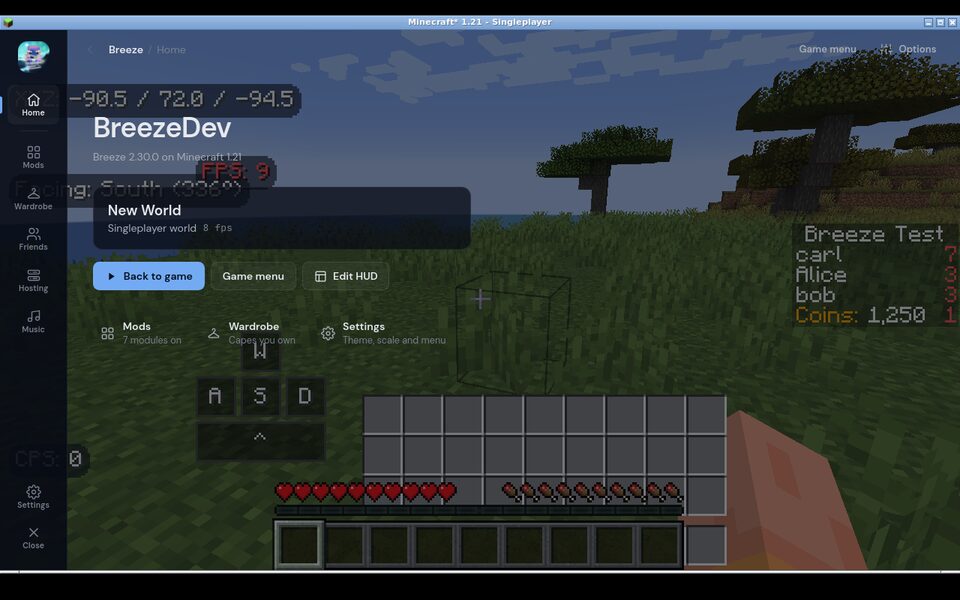 Minecraft* 1.21 - Singleplayer
Breeze / Home
Game menu
Options
Home
-90.5 / 72.0 / -94.5
BreezeDev
Breeze 2.30.0 on Minecraft 1.21
FPS: 9
Mods
Facing: South (336°)
Wardrobe
New World
Singleplayer world 8 fps
Friends
Breeze Test
carl 7
Alice 3
bob 3
Coins: 1,250 1
Hosting
Back to game
Game menu
Edit HUD
Music
Mods
7 modules on
Wardrobe
Capes you own
Settings
Theme, scale and menu
W
A S D
^
CPS: 0
Settings
Close